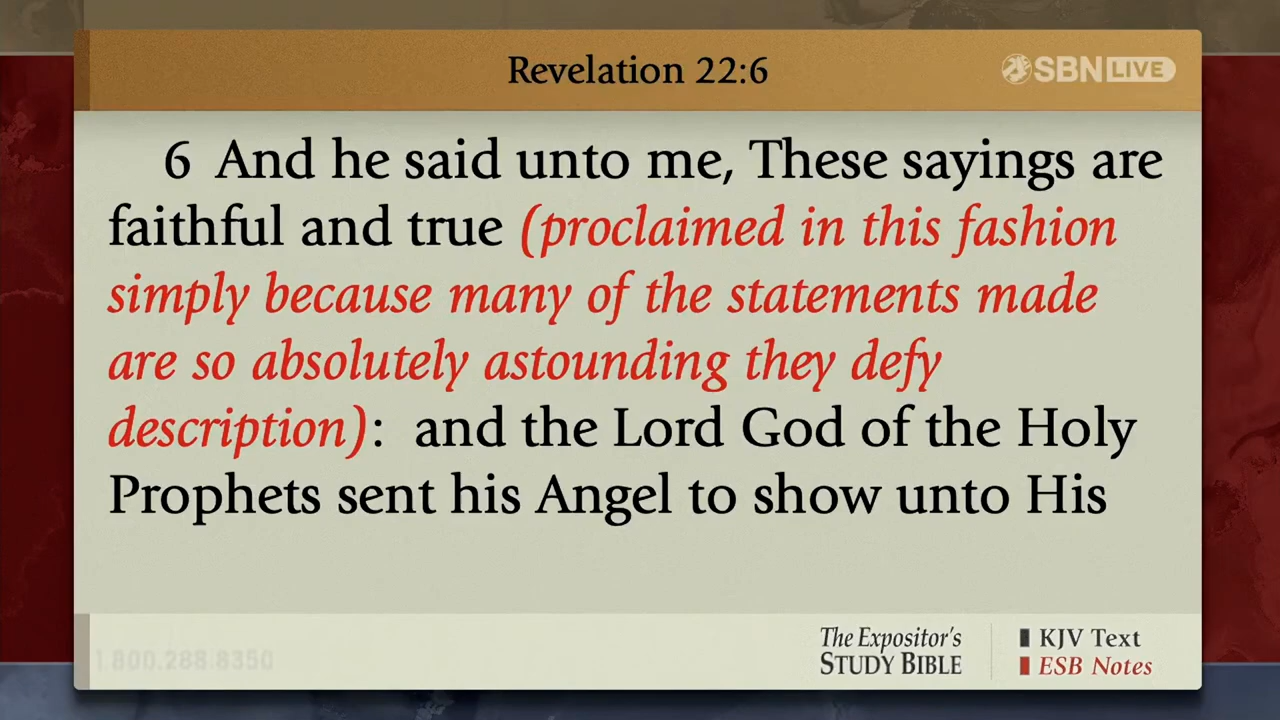 Revelation 22:6
SBN LIVE
6 And he said unto me, These sayings are
faithful and true (proclaimed in this fashion
simply because many of the statements made
are so absolutely astounding they defy
description): and the Lord God of the Holy
Prophets sent his Angel to show unto His
1.800.288.8350
The Expositor's
STUDY BIBLE
KJV Text
ESB Notes